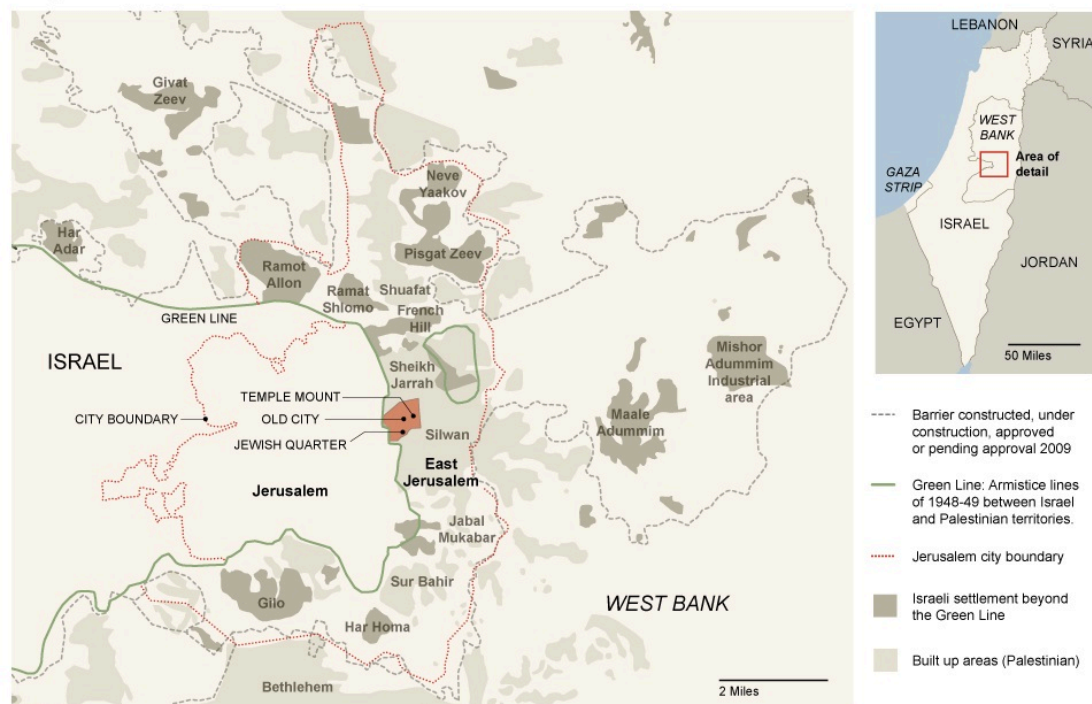 Givat
Zeev
Neve
Yaakov
Har
Adar
Pisgat Zeev
Ramot
Allon
Ramat
Shlomo
Shuafat
French
Hill
GREEN LINE
ISRAEL
Sheikh
Jarrah
Mishor
Adummim
Industrial
area
TEMPLE MOUNT
CITY BOUNDARY
OLD CITY
Maale
Adummim
JEWISH QUARTER
Silwan
East
Jerusalem
Jerusalem
Jabal
Mukabar
Sur Bahir
Gilo
WEST BANK
Har Homa
Bethlehem
2 Miles
LEBANON
SYRIA
WEST
BANK
Area of
detail
GAZA
STRIP
ISRAEL
JORDAN
EGYPT
50 Miles
Barrier constructed, under
construction, approved
or pending approval 2009
Green Line: Armistice lines
of 1948-49 between Israel
and Palestinian territories.
Jerusalem city boundary
Israeli settlement beyond
the Green Line
Built up areas (Palestinian)